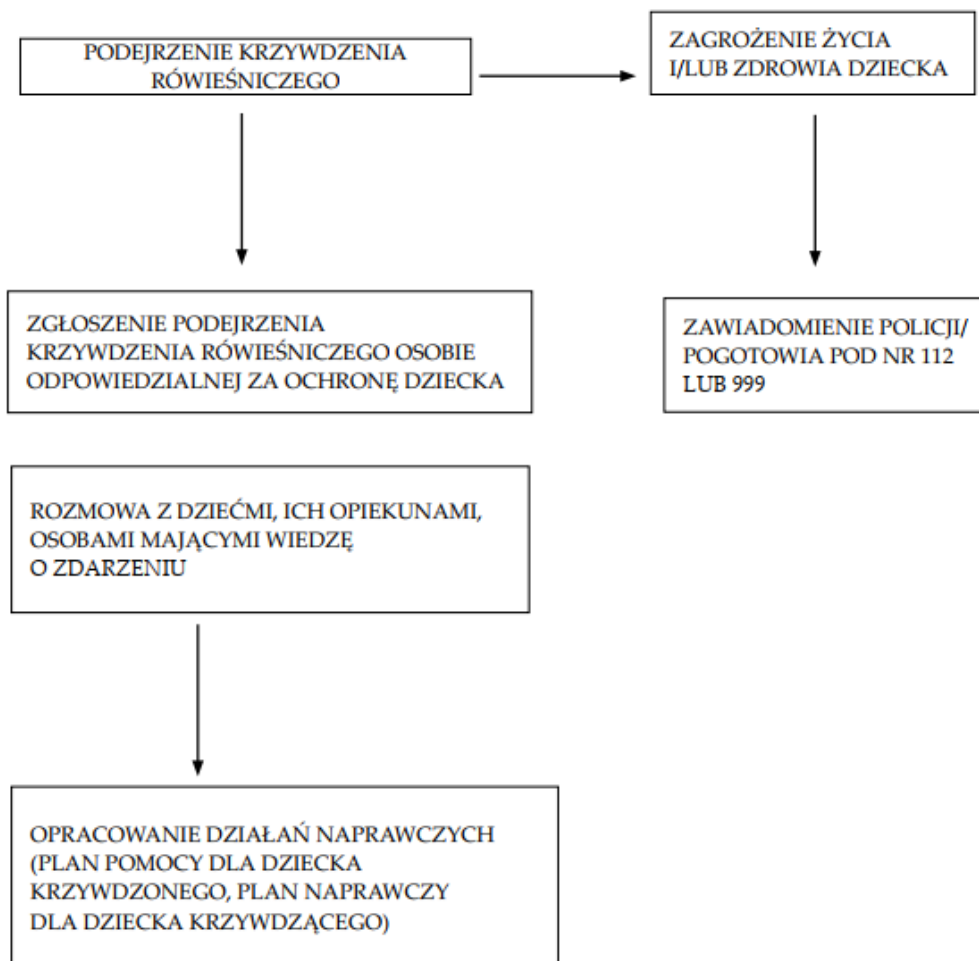 PODEJRZENIE KRZYWDZENIA
RÓWIEŚNICZEGO
ZAGROŻENIE ŻYCIA
I/LUB ZDROWIA DZIECKA
ZGŁOSZENIE PODEJRZENIA
KRZYWDZENIA RÓWIEŚNICZEGO OSOBIE
ODPOWIEDZIALNEJ ZA OCHRONĘ DZIECKA
ZAWIADOMIENIE POLICJI/
POGOTOWIA POD NR 112
LUB 999
ROZMOWA Z DZIEĆMI, ICH OPIEKUNAMI,
OSOBAMI MAJĄCYMI WIEDZĘ
O ZDARZENIU
OPRACOWANIE DZIAŁAŃ NAPRAWCZYCH
(PLAN POMOCY DLA DZIECKA
KRZYWDZONEGO, PLAN NAPRAWCZY
DLA DZIECKA KRZYWDZĄCEGO)